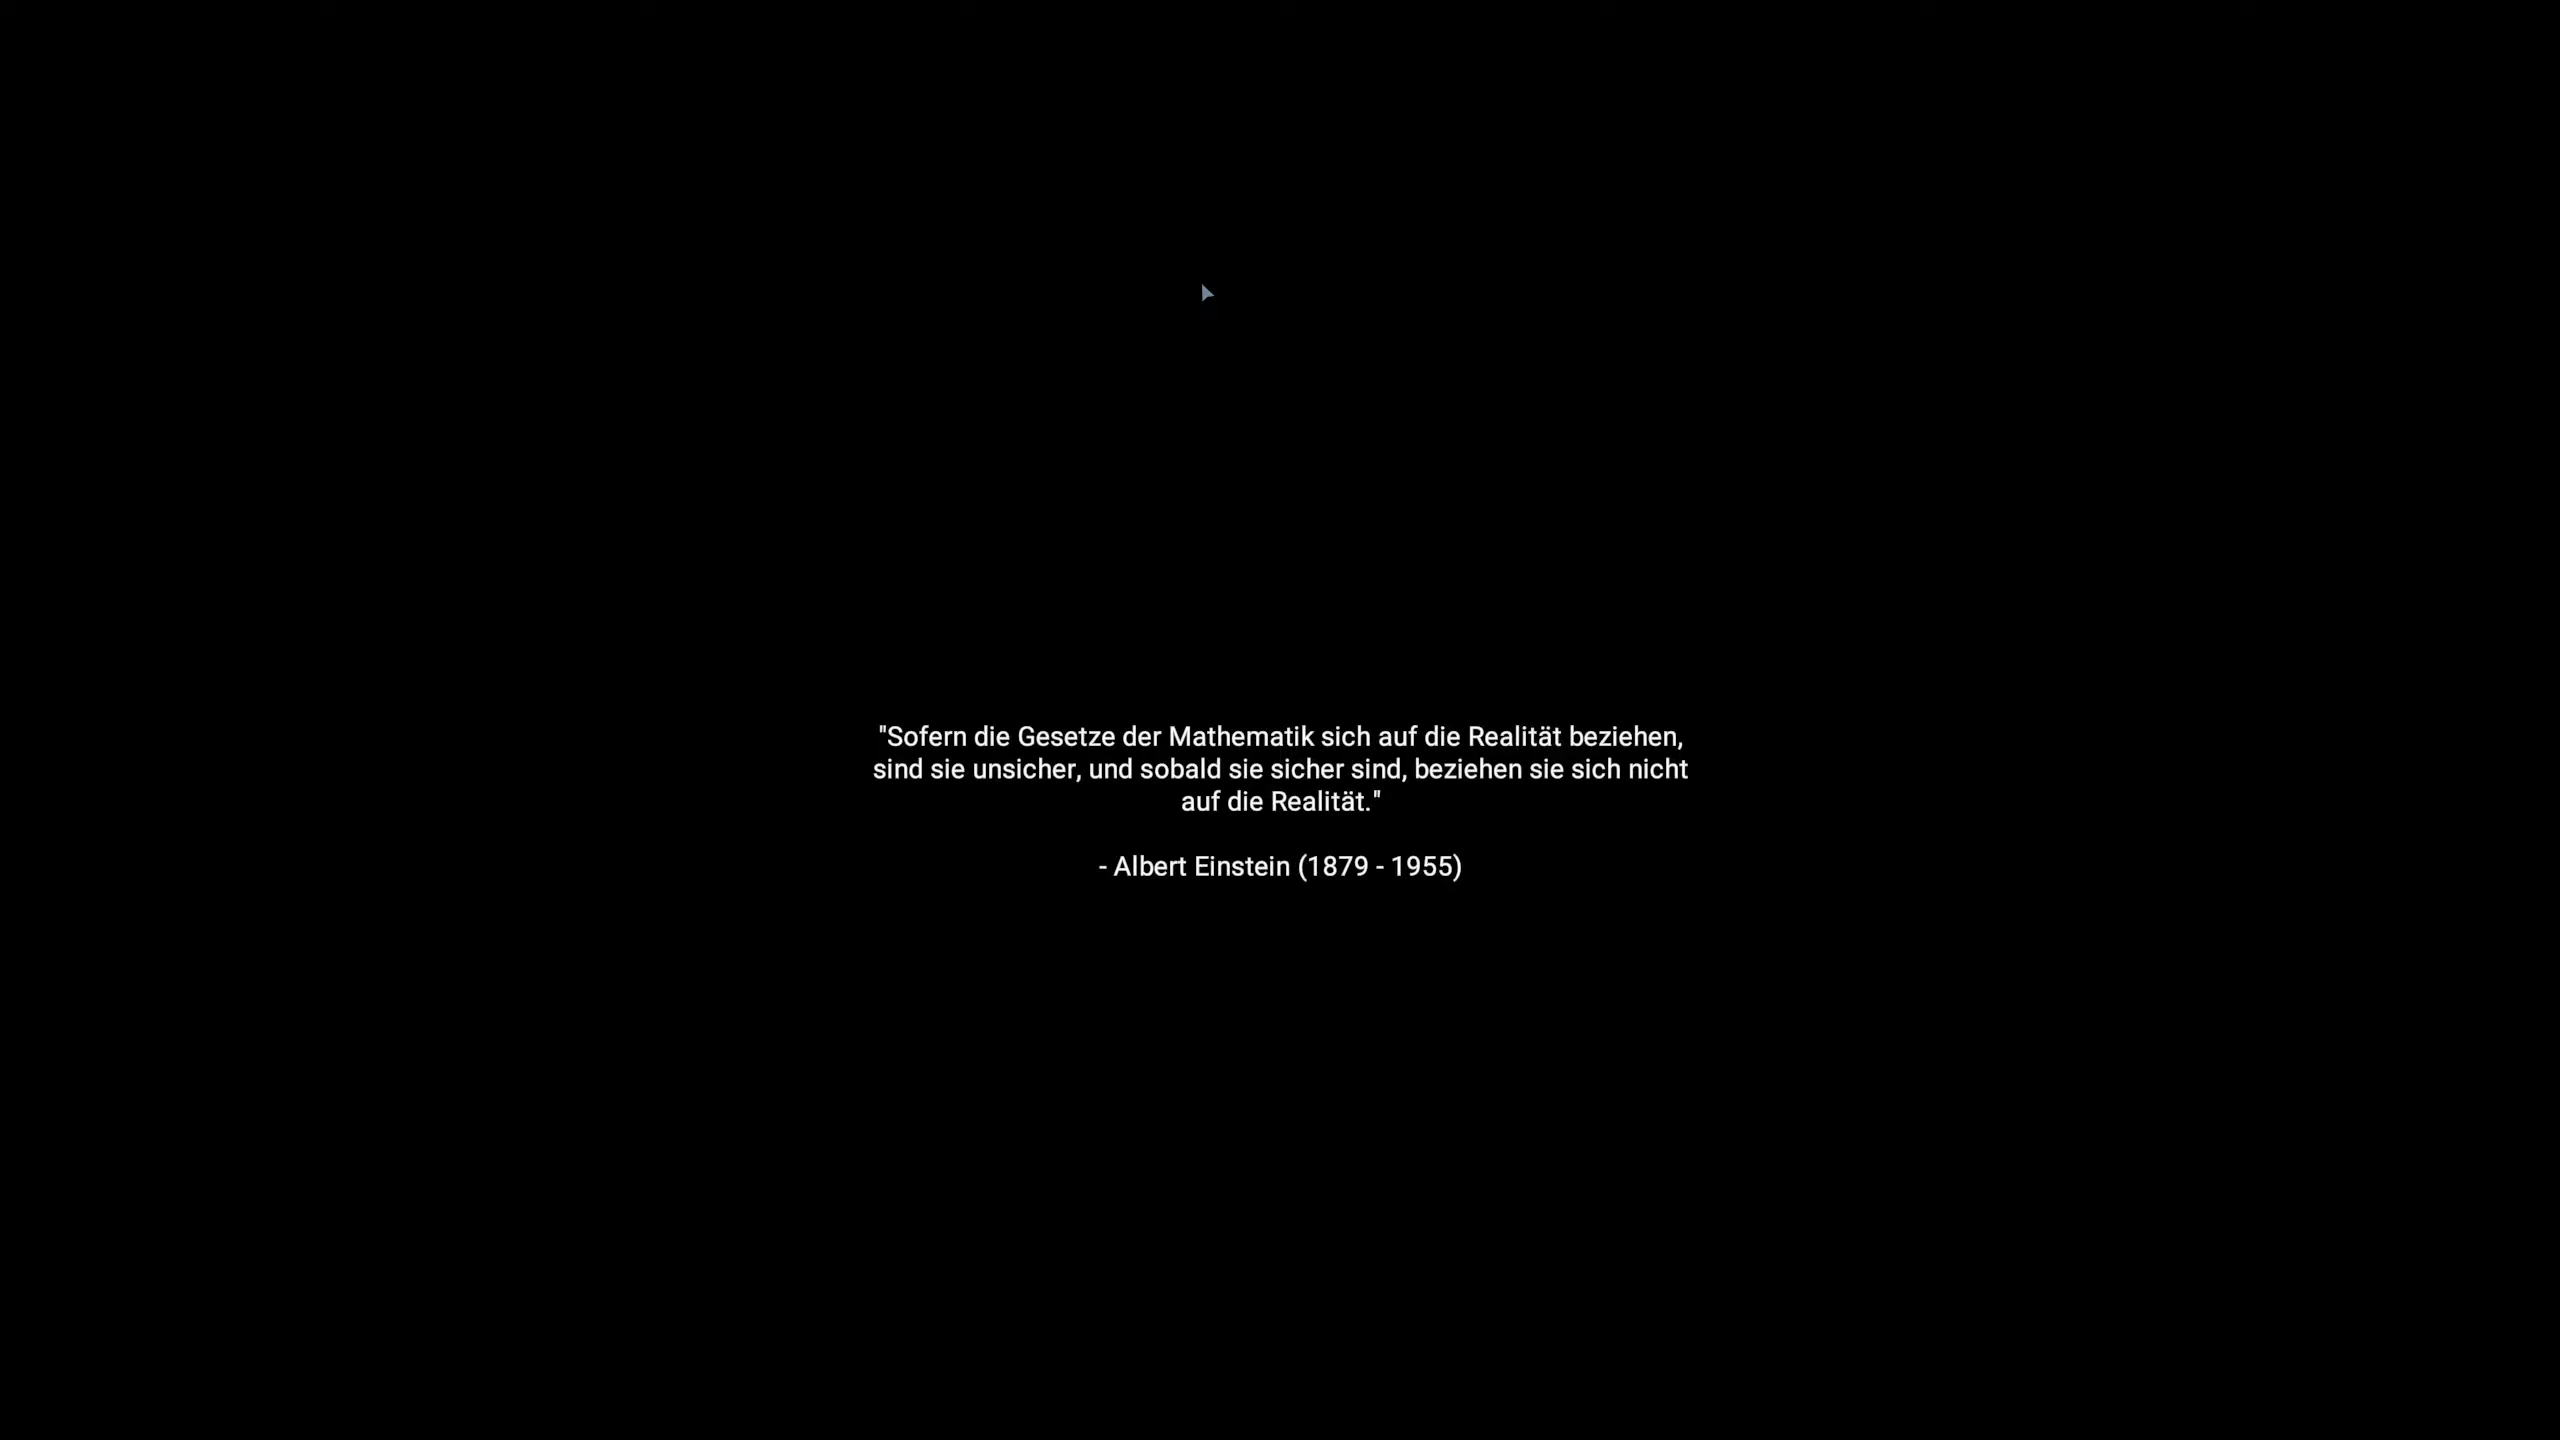 "Sofern die Gesetze der Mathematik sich auf die Realität beziehen,
sind sie unsicher, und sobald sie sicher sind, beziehen sie sich nicht
auf die Realität."
- Albert Einstein (1879 - 1955)